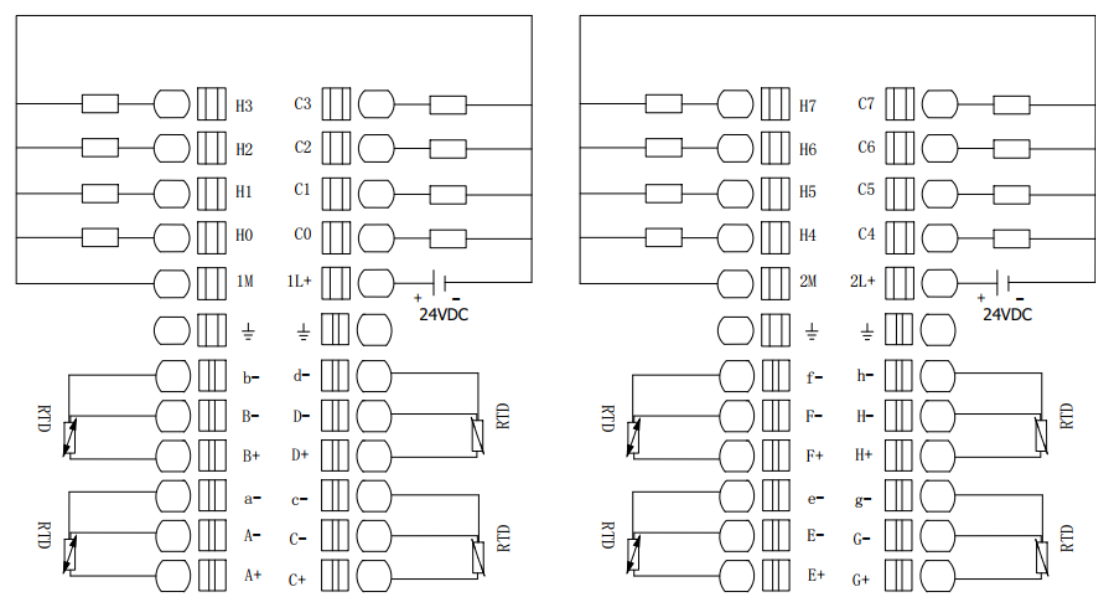 H3 C3 H7 C7
H2 C2 H6 C6
H1 C1 H5 C5
H0 C0 H4 C4
1M 1L+ 2M 2L+
+ - + -
24VDC 24VDC
b- d- f- h-
RTD B- D- RTD RTD F- H- RTD
B+ D+ F+ H+
a- c- e- g-
RTD A- C- RTD RTD E- G- RTD
A+ C+ E+ G+